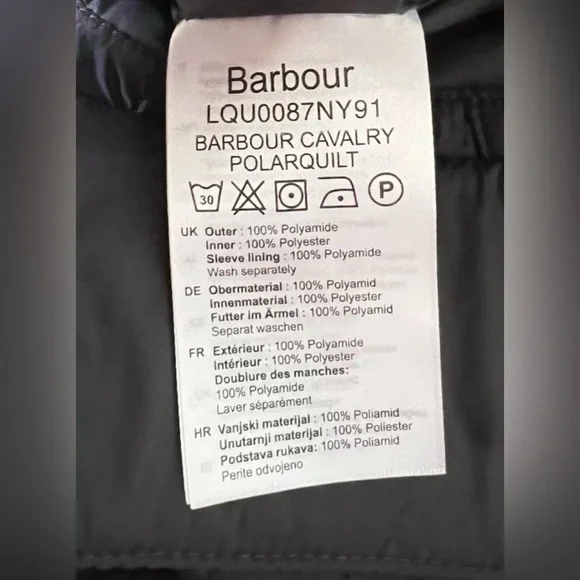 Barbour
LQU0087NY91
BARBOUR CAVALRY
POLARQUILT
30 P
UK Outer : 100% Polyamide
Inner : 100% Polyester
Sleeve lining : 100% Polyamide
Wash separately
DE Obermaterial : 100% Polyamid
Innenmaterial : 100% Polyester
Futter im Ärmel : 100% Polyamid
Separat waschen
FR Extérieur : 100% Polyamide
Intérieur : 100% Polyester
Doublure des manches:
100% Polyamide
Laver séparément
HR Vanjski materijal : 100% Poliamid
Unutarnji materijal : 100% Poliester
Podstava rukava: 100% Poliamid
Perite odvojeno